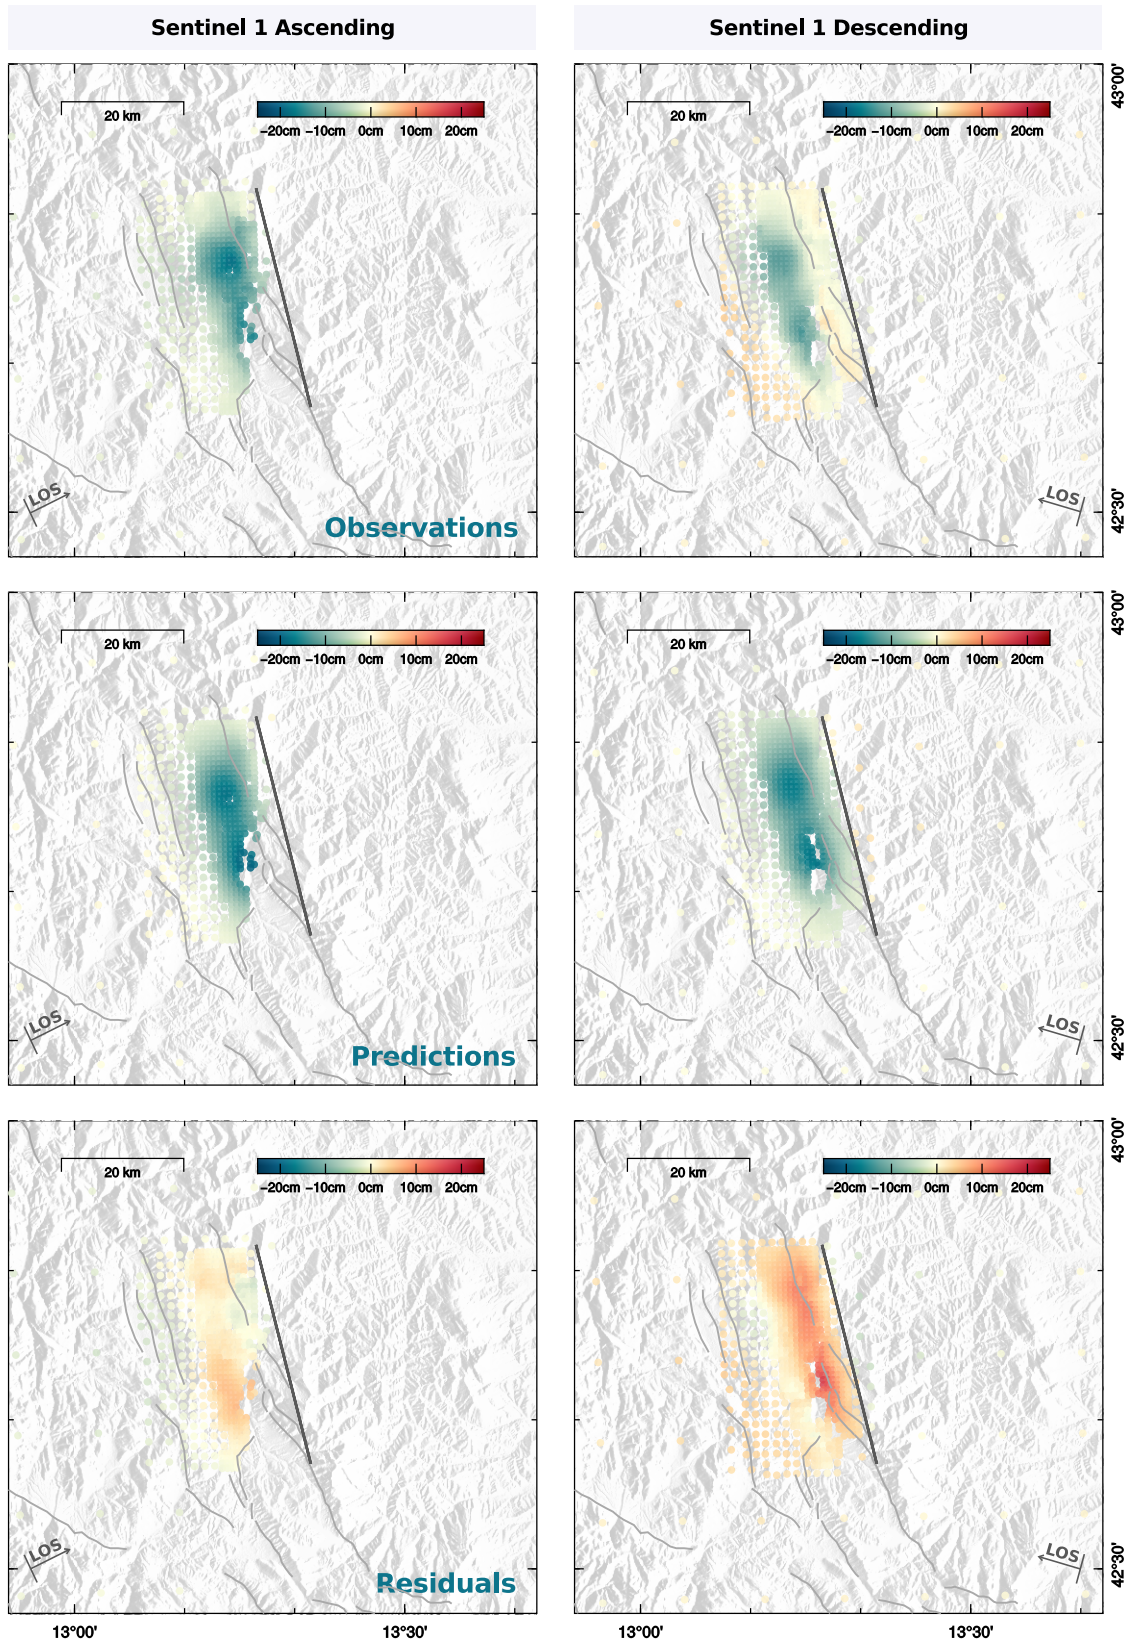 Sentinel 1 Ascending
Sentinel 1 Descending
20 km
−20cm −10cm 0cm 10cm 20cm
LOS
Observations
20 km
−20cm −10cm 0cm 10cm 20cm
LOS
43°00'
42°30'
20 km
−20cm −10cm 0cm 10cm 20cm
LOS
Predictions
20 km
−20cm −10cm 0cm 10cm 20cm
LOS
43°00'
42°30'
20 km
−20cm −10cm 0cm 10cm 20cm
LOS
Residuals
20 km
−20cm −10cm 0cm 10cm 20cm
LOS
43°00'
42°30'
13°00' 13°30'
13°00' 13°30'